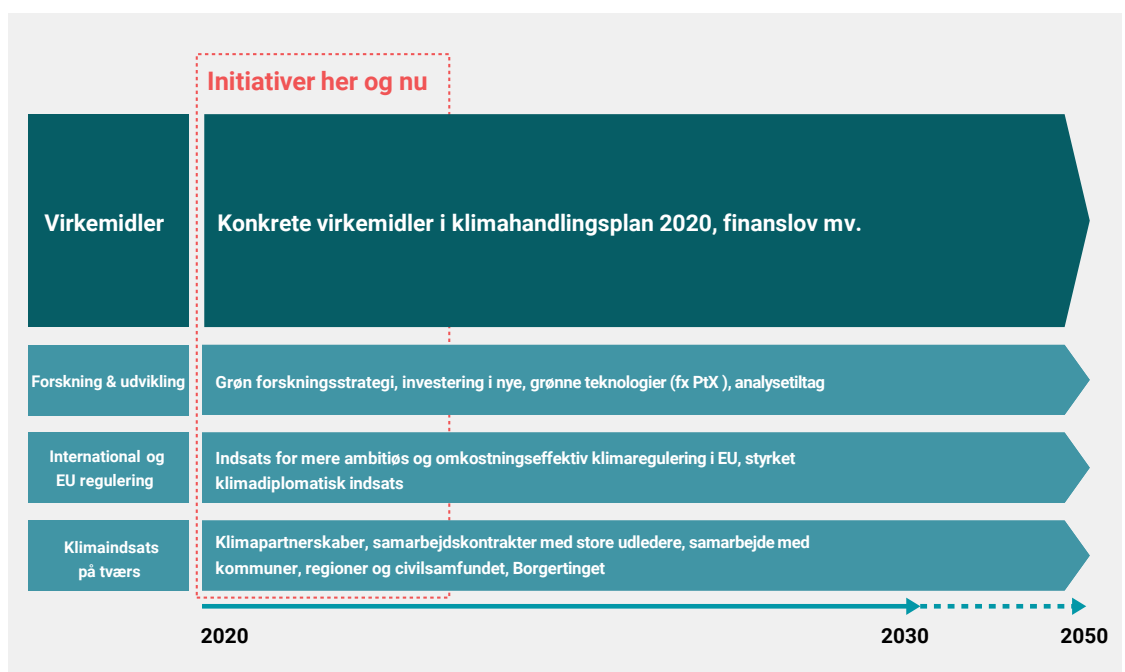 Initiativer her og nu
Virkemidler
Konkrete virkemidler i klimahandlingsplan 2020, finanslov mv.
Forskning & udvikling
Grøn forskningsstrategi, investering i nye, grønne teknologier (fx PtX ), analysetiltag
International og
EU regulering
Indsats for mere ambitiøs og omkostningseffektiv klimaregulering i EU, styrket
klimadiplomatisk indsats
Klimaindsats
på tværs
Klimapartnerskaber, samarbejdskontrakter med store udledere, samarbejde med
kommuner, regioner og civilsamfundet, Borgertinget
2020
2030
2050